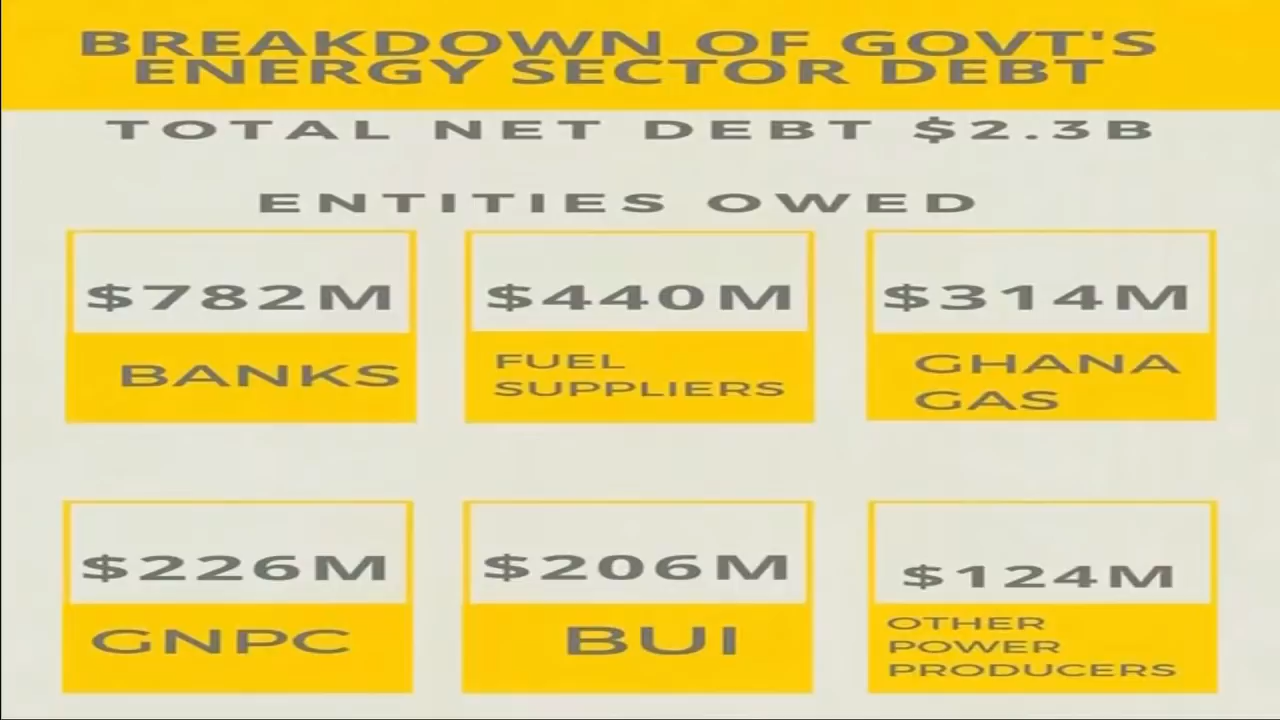 BREAKDOWN OF GOVT'S
ENERGY SECTOR DEBT
TOTAL NET DEBT $2.3B
ENTITIES OWED
$782M
BANKS
$440M
FUEL
SUPPLIERS
$314M
GHANA
GAS
$226M
GNPC
$206M
BUI
$124M
OTHER
POWER
PRODUCERS